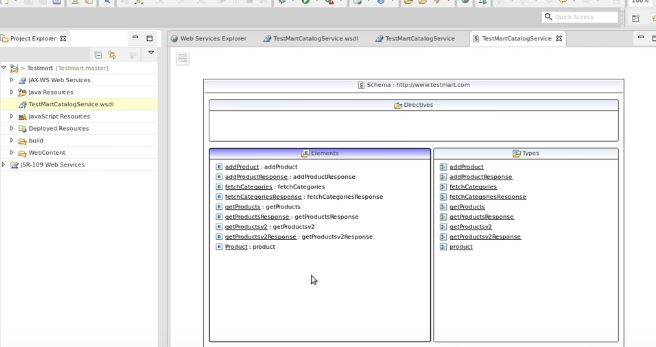 Quick Access
Project Explorer
Web Services Explorer
TestMartCatalogService.wsdl
TestMartCatalogService
TestMartCatalogService
Testmart [Testmart master]
JAX-WS Web Services
Java Resources
TestMartCatalogService.wsdl
JavaScript Resources
Deployed Resources
build
WebContent
JSR-109 Web Services
Schema : http://www.testmart.com
Directives
Elements
addProduct : addProduct
addProductResponse : addProductResponse
fetchCategories : fetchCategories
fetchCategoriesResponse : fetchCategoriesResponse
getProducts : getProducts
getProductsResponse : getProductsResponse
getProductsv2 : getProductsv2
getProductsv2Response : getProductsv2Response
Product : product
Types
addProduct
addProductResponse
fetchCategories
fetchCategoriesResponse
getProducts
getProductsResponse
getProductsv2
getProductsv2Response
product